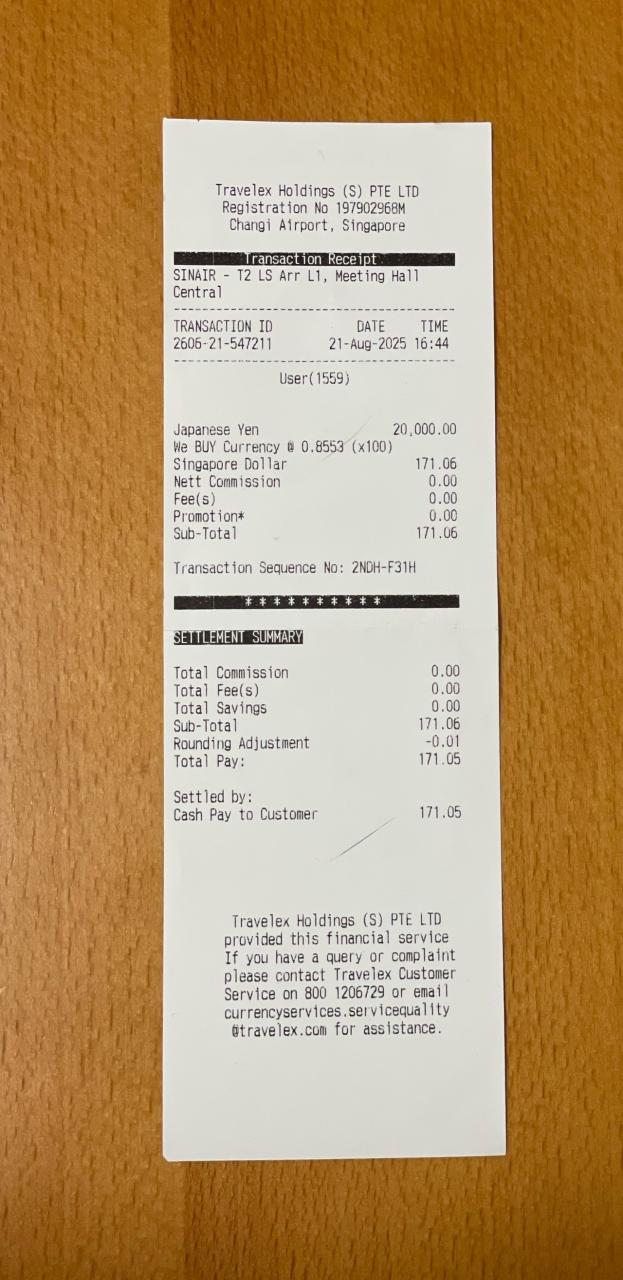 Travelex Holdings (S) PTE LTD
Registration No 197902968M
Changi Airport, Singapore
Transaction Receipt
SINAIR - T2 LS Arr L1, Meeting Hall
Central
TRANSACTION ID DATE TIME
2606-21-547211 21-Aug-2025 16:44
User(1559)
Japanese Yen 20,000.00
We BUY Currency @ 0.8553 (x100)
Singapore Dollar 171.06
Nett Commission 0.00
Fee(s) 0.00
Promotion* 0.00
Sub-Total 171.06
Transaction Sequence No: 2NDH-F31H
* * * * * * * * * *
SETTLEMENT SUMMARY
Total Commission 0.00
Total Fee(s) 0.00
Total Savings 0.00
Sub-Total 171.06
Rounding Adjustment -0.01
Total Pay: 171.05
Settled by:
Cash Pay to Customer 171.05
Travelex Holdings (S) PTE LTD
provided this financial service
If you have a query or complaint
please contact Travelex Customer
Service on 800 1206729 or email
currencyservices.servicequality
@travelex.com for assistance.